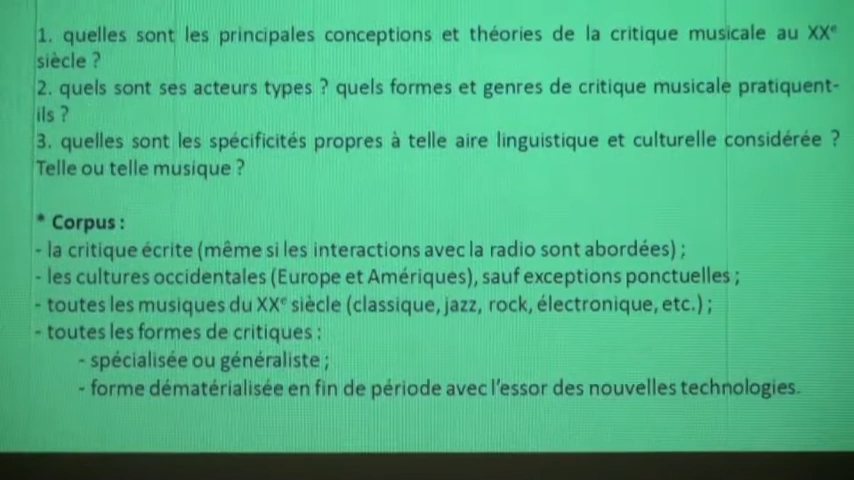 1. quelles sont les principales conceptions et théories de la critique musicale au XXᵉ
siècle ?
2. quels sont ses acteurs types ? quels formes et genres de critique musicale pratiquent-
ils ?
3. quelles sont les spécificités propres à telle aire linguistique et culturelle considérée ?
Telle ou telle musique ?
* Corpus :
- la critique écrite (même si les interactions avec la radio sont abordées) ;
- les cultures occidentales (Europe et Amériques), sauf exceptions ponctuelles ;
- toutes les musiques du XXᵉ siècle (classique, jazz, rock, électronique, etc.) ;
- toutes les formes de critiques :
- spécialisée ou généraliste ;
- forme dématérialisée en fin de période avec l'essor des nouvelles technologies.